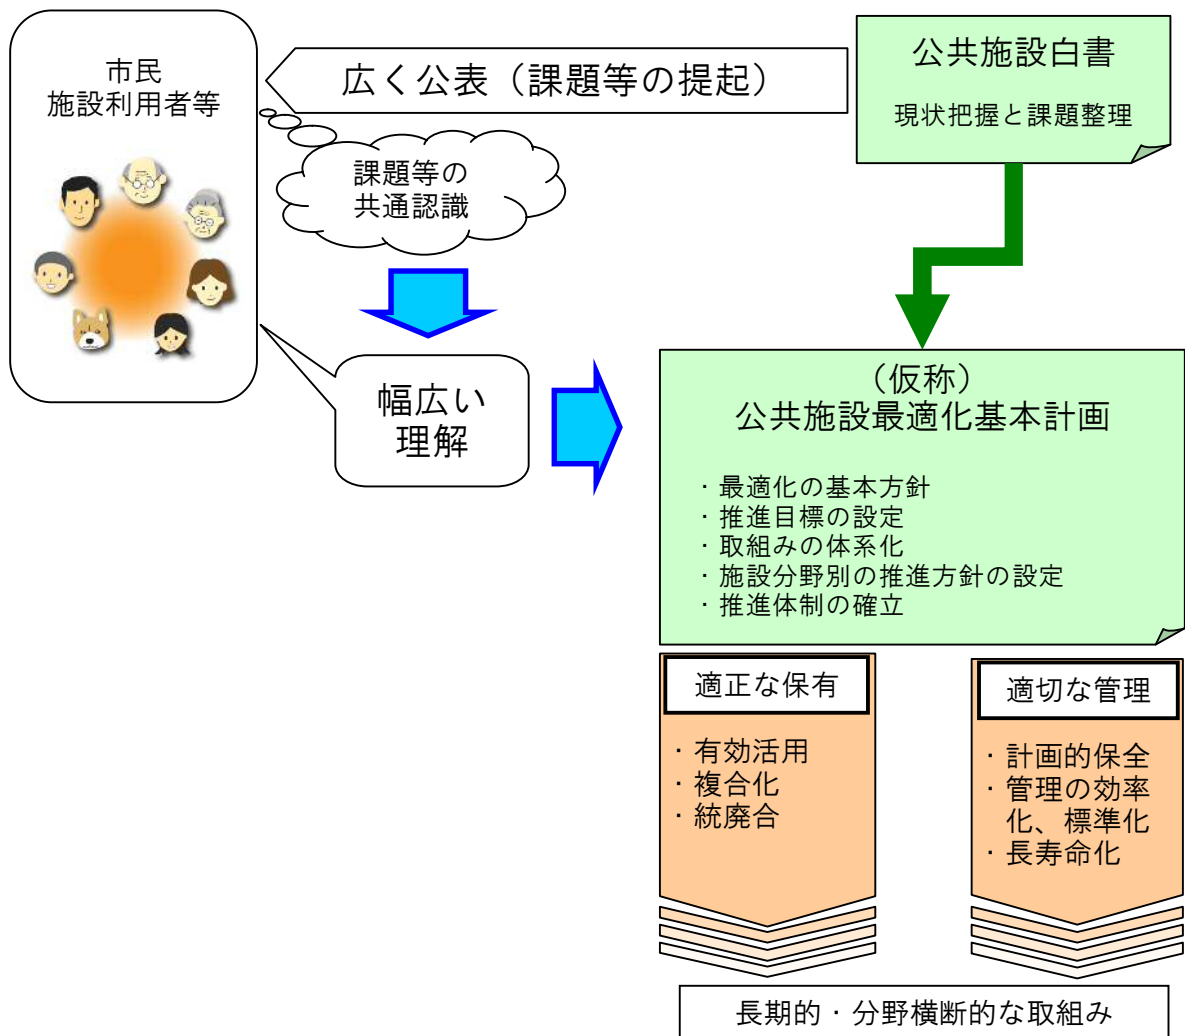 市民
施設利用者等
広く公表（課題等の提起）
公共施設白書
現状把握と課題整理
課題等の
共通認識
幅広い
理解
（仮称）
公共施設最適化基本計画
・最適化の基本方針
・推進目標の設定
・取組みの体系化
・施設分野別の推進方針の設定
・推進体制の確立
適正な保有
・有効活用
・複合化
・統廃合
適切な管理
・計画的保全
・管理の効率
化、標準化
・長寿命化
長期的・分野横断的な取組み